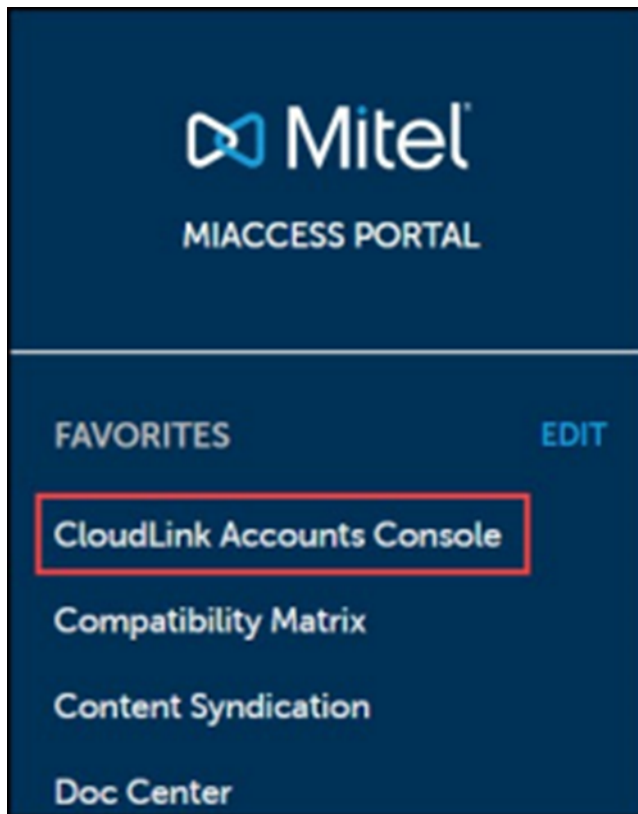 Mitel
MIACCESS PORTAL
FAVORITES EDIT
CloudLink Accounts Console
Compatibility Matrix
Content Syndication
Doc Center